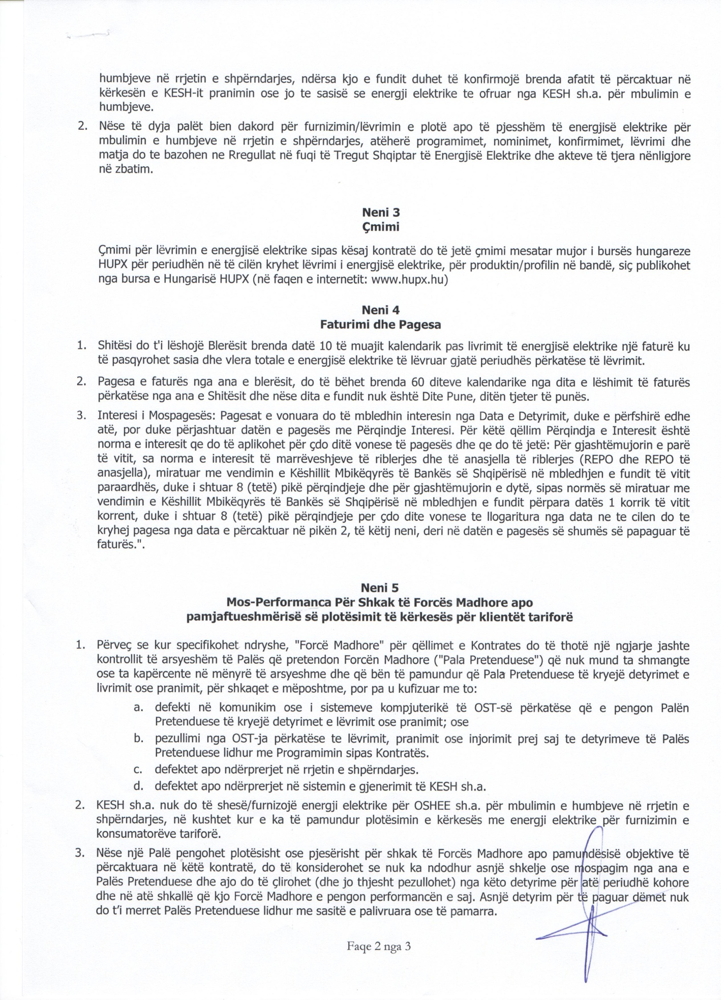 humbjeve në rrjetin e shpërndarjes, ndërsa kjo e fundit duhet të konfirmojë brenda afatit të përcaktuar në
kërkesën e KESH-it pranimin ose jo te sasisë se energji elektrike te ofruar nga KESH sh.a. për mbulimin e
humbjeve.
2. Nëse të dyja palët bien dakord për furnizimin/lëvrimin e plotë apo të pjesshëm të energjisë elektrike për
mbulimin e humbjeve në rrjetin e shpërndarjes, atëherë programimet, nominimet, konfirmimet, lëvrimi dhe
matja do te bazohen ne Rregullat në fuqi të Tregut Shqiptar të Energjisë Elektrike dhe akteve të tjera nënligjore
në zbatim.
Neni 3
Çmimi
Çmimi për lëvrimin e energjisë elektrike sipas kësaj kontratë do të jetë çmimi mesatar mujor i bursës hungareze
HUPX për periudhën në të cilën kryhet lëvrimi i energjisë elektrike, për produktin/profilin në bandë, siç publikohet
nga bursa e Hungarisë HUPX (në faqen e internetit: www.hupx.hu)
Neni 4
Faturimi dhe Pagesa
1. Shitësi do t'i lëshojë Blerësit brenda datë 10 të muajit kalendarik pas livrimit të energjisë elektrike një faturë ku
të pasqyrohet sasia dhe vlera totale e energjisë elektrike të lëvruar gjatë periudhës përkatëse të lëvrimit.
2. Pagesa e faturës nga ana e blerësit, do të bëhet brenda 60 diteve kalendarike nga dita e lëshimit të faturës
përkatëse nga ana e Shitësit dhe nëse dita e fundit nuk është Dite Pune, ditën tjeter të punës.
3. Interesi i Mospagesës: Pagesat e vonuara do të mbledhin interesin nga Data e Detyrimit, duke e përfshirë edhe
atë, por duke përjashtuar datën e pagesës me Përqindje Interesi. Për këtë qëllim Përqindja e Interesit është
norma e interesit qe do të aplikohet për çdo ditë vonese të pagesës dhe qe do të jetë: Për gjashtëmujorin e parë
të vitit, sa norma e interesit të marrëveshjeve të riblerjes dhe të anasjella të riblerjes (REPO dhe REPO të
anasjella), miratuar me vendimin e Këshillit Mbikëqyrës të Bankës së Shqipërisë në mbledhjen e fundit të vitit
paraardhës, duke i shtuar 8 (tetë) pikë përqindjeje dhe për gjashtëmujorin e dytë, sipas normës së miratuar me
vendimin e Këshillit Mbikëqyrës të Bankës së Shqipërisë në mbledhjen e fundit përpara datës 1 korrik të vitit
korrent, duke i shtuar 8 (tetë) pikë përqindjeje per çdo dite vonese te llogaritura nga data ne te cilen do te
kryhej pagesa nga data e përcaktuar në pikën 2, të këtij neni, deri në datën e pagesës së shumës së papaguar të
faturës.".
Neni 5
Mos-Performanca Për Shkak të Forcës Madhore apo
pamjaftueshmërisë së plotësimit të kërkesës për klientët tariforë
1. Përveç se kur specifikohet ndryshe, "Forcë Madhore" për qëllimet e Kontrates do të thotë një ngjarje jashte
kontrollit të arsyeshëm të Palës që pretendon Forcën Madhore ("Pala Pretenduese") që nuk mund ta shmangte
ose ta kapërcente në mënyrë të arsyeshme dhe që bën të pamundur që Pala Pretenduese të kryejë detyrimet e
livrimit ose pranimit, për shkaqet e mëposhtme, por pa u kufizuar me to:
a. defekti në komunikim ose i sistemeve kompjuterikë të OST-së përkatëse që e pengon Palën
Pretenduese të kryejë detyrimet e lëvrimit ose pranimit; ose
b. pezullimi nga OST-ja përkatëse te lëvrimit, pranimit ose injorimit prej saj te detyrimeve të Palës
Pretenduese lidhur me Programimin sipas Kontratës.
c. defektet apo ndërprerjet në rrjetin e shpërndarjes.
d. defektet apo ndërprerjet në sistemin e gjenerimit të KESH sh.a.
2. KESH sh.a. nuk do të shesë/furnizojë energji elektrike për OSHEE sh.a. për mbulimin e humbjeve në rrjetin e
shpërndarjes, në kushtet kur e ka të pamundur plotësimin e kërkesës me energji elektrike për furnizimin e
konsumatorëve tariforë.
3. Nëse një Palë pengohet plotësisht ose pjesërisht për shkak të Forcës Madhore apo pamundësisë objektive të
përcaktuara në këtë kontratë, do të konsiderohet se nuk ka ndodhur asnjë shkelje ose mospagim nga ana e
Palës Pretenduese dhe ajo do të çlirohet (dhe jo thjesht pezullohet) nga këto detyrime për atë periudhë kohore
dhe në atë shkallë që kjo Forcë Madhore e pengon performancën e saj. Asnjë detyrim për të paguar dëmet nuk
do t'i merret Palës Pretenduese lidhur me sasitë e palivruara ose të pamarra.
Faqe 2 nga 3